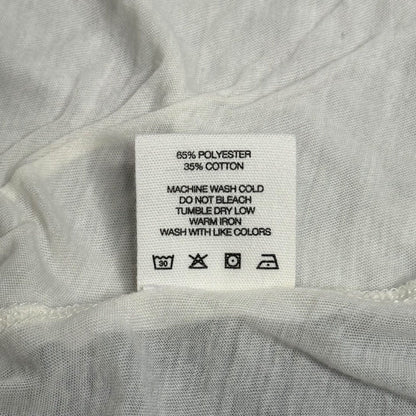 65% POLYESTER
35% COTTON
MACHINE WASH COLD
DO NOT BLEACH
TUMBLE DRY LOW
WARM IRON
WASH WITH LIKE COLORS
30